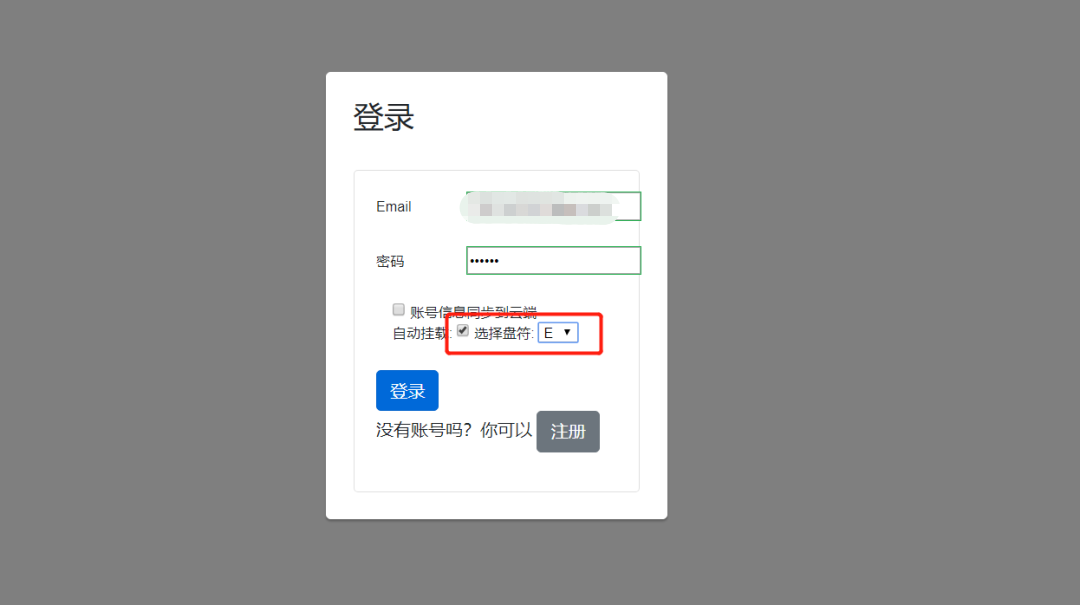 登录
Email
密码 ••••••
账号信息同步到云端
自动挂载: 选择盘符: E
登录
没有账号吗？你可以 注册